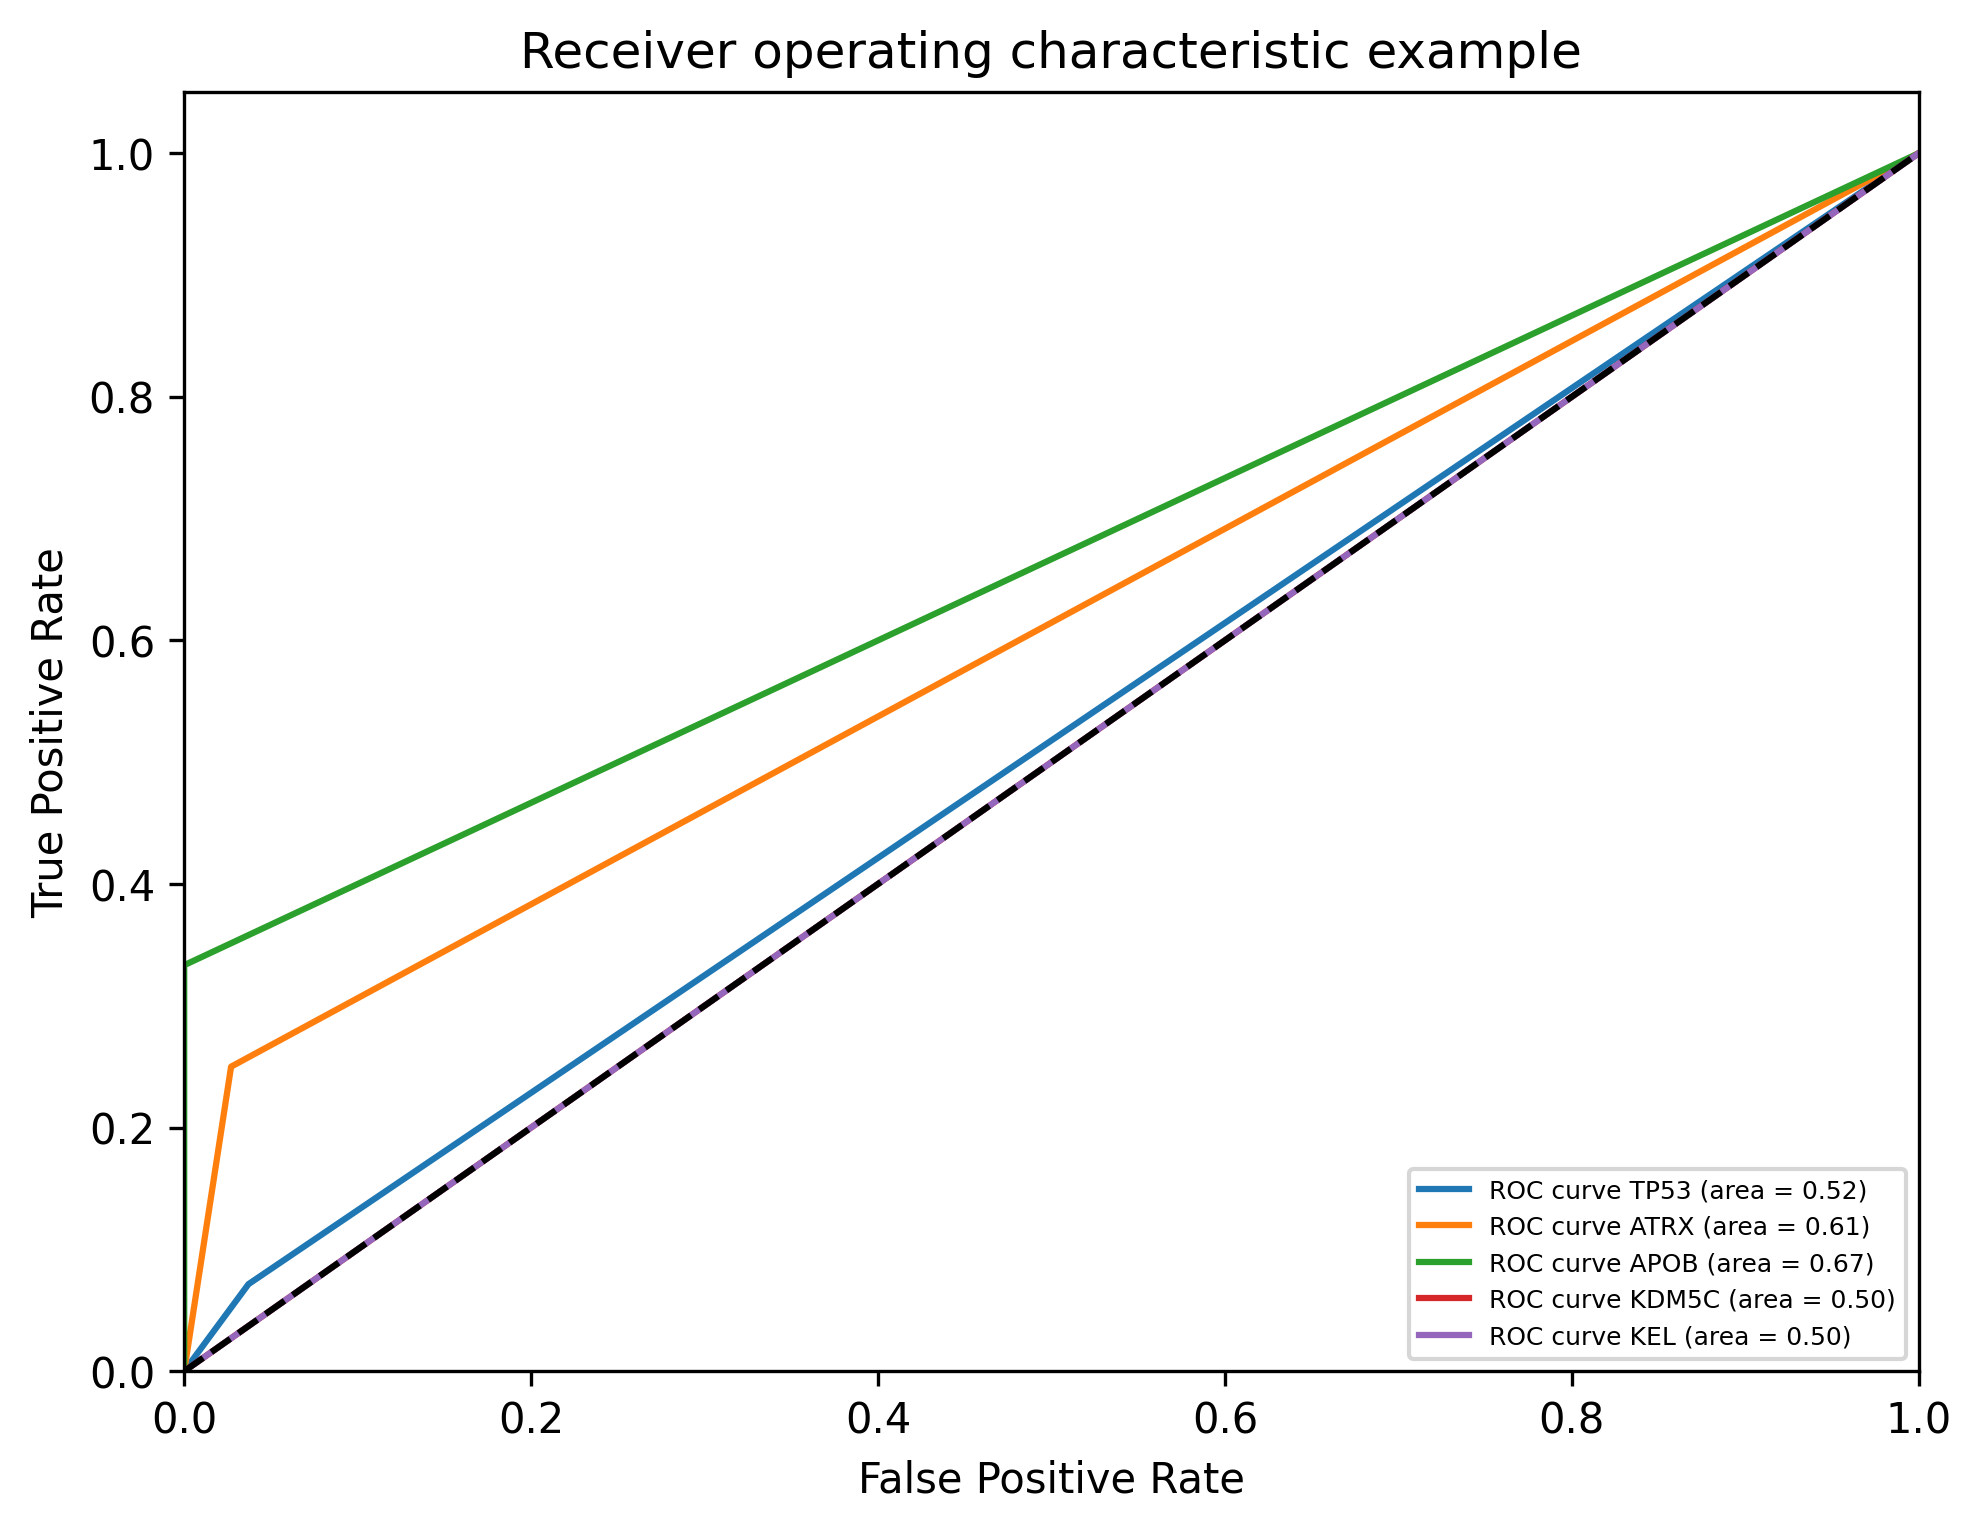 Receiver operating characteristic example
True Positive Rate
1.0
0.8
0.6
0.4
0.2
0.0
ROC curve TP53 (area = 0.52)
ROC curve ATRX (area = 0.61)
ROC curve APOB (area = 0.67)
ROC curve KDM5C (area = 0.50)
ROC curve KEL (area = 0.50)
0.0 0.2 0.4 0.6 0.8 1.0
False Positive Rate